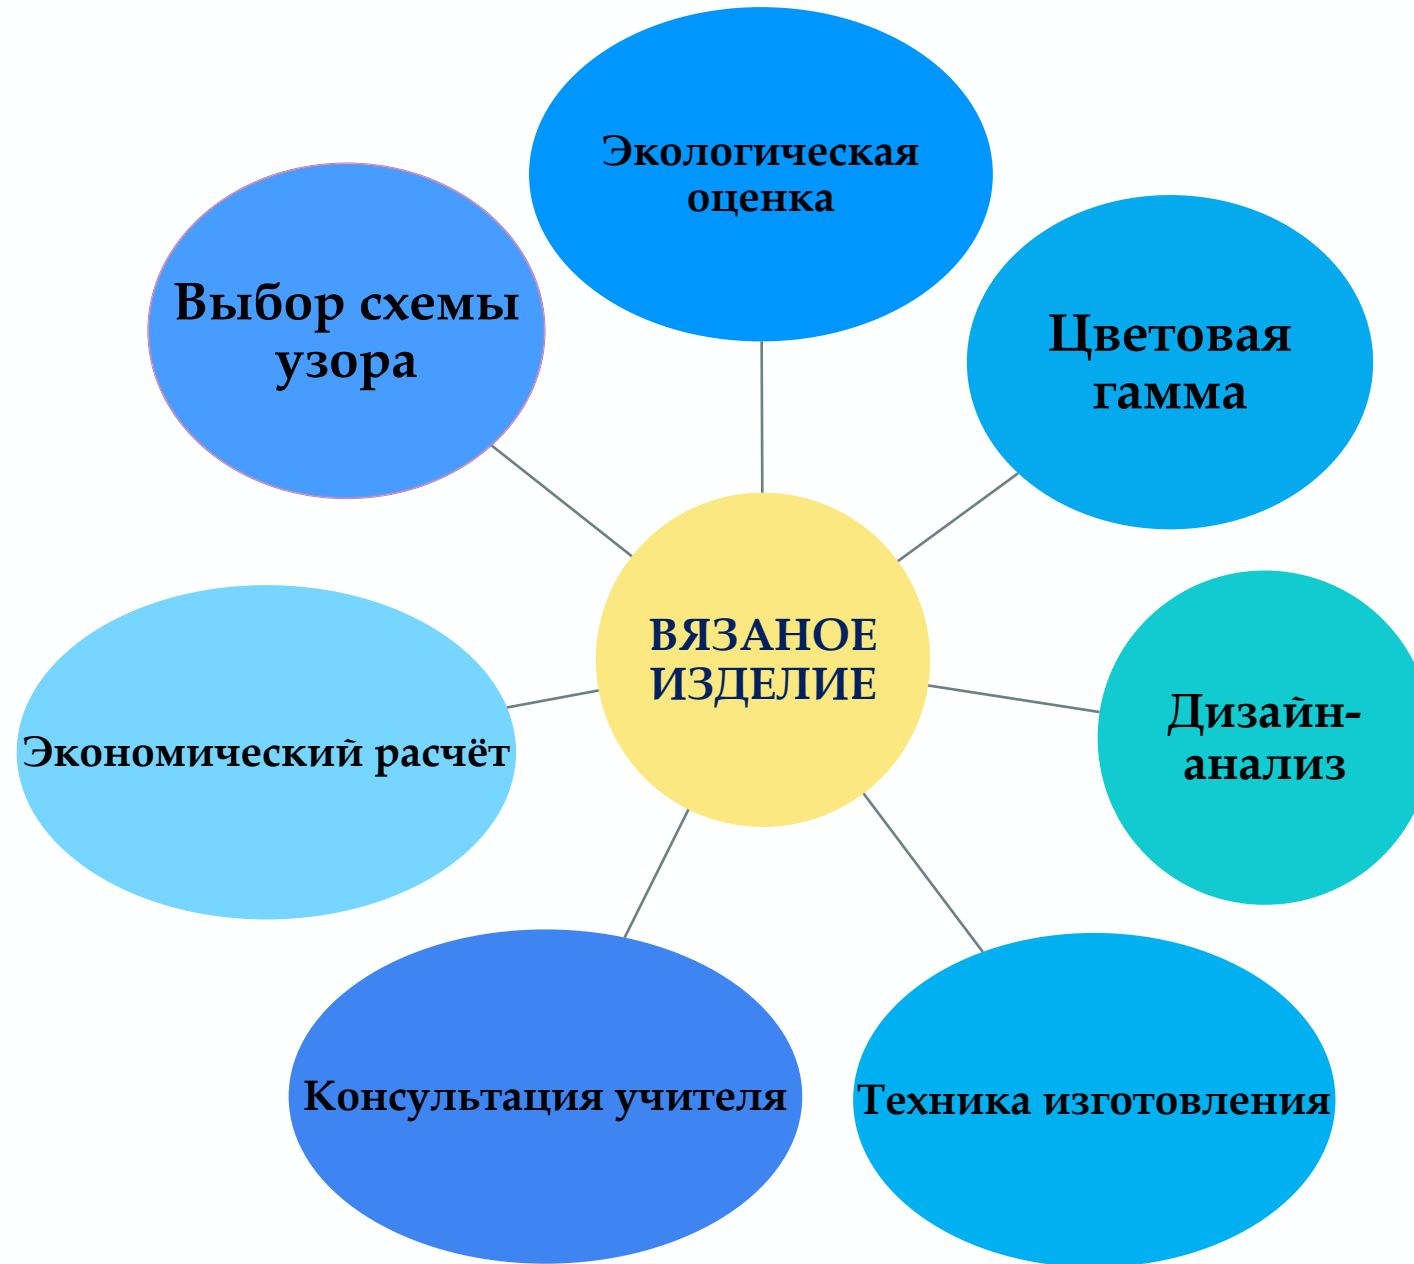 Экологическая
оценка
Выбор схемы
узора
Цветовая
гамма
ВЯЗАНОЕ
ИЗДЕЛИЕ
Дизайн-
анализ
Экономический расчёт
Консультация учителя
Техника изготовления